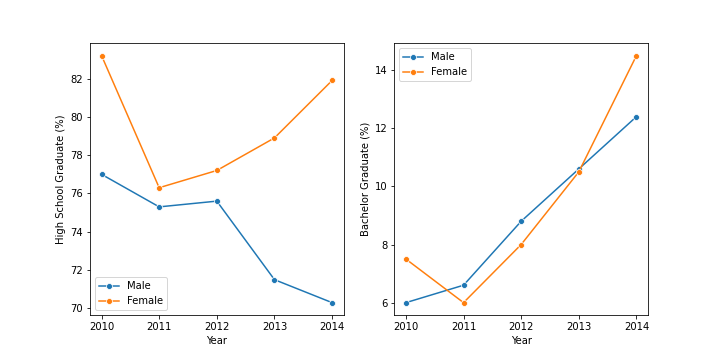 High School Graduate (%)
82
80
78
76
74
72
70
Male
Female
2010 2011 2012 2013 2014
Year
Bachelor Graduate (%)
14
12
10
8
6
Male
Female
2010 2011 2012 2013 2014
Year